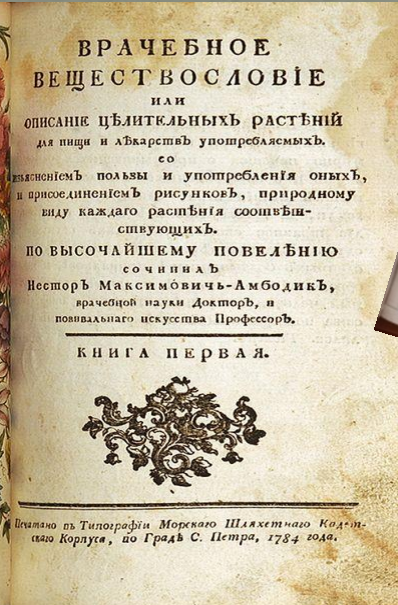 ВРАЧЕБНОЕ
ВЕЩЕСТВОСЛОВІЕ
ИЛИ
ОПИСАНІЕ ЦѢЛИТЕЛЬНЫХЪ РАСТѢНІЙ
ДЛЯ ПИЩИ И ЛѢКАРСТВЪ УПОТРЕБЛЯЕМЫХЪ.
СО
изъясненіемъ пользы и употребленія оныхъ,
и присоединеніемъ рисунковъ, природному
виду каждаго растѣнія соотвѣт-
ствующихъ.
ПО ВЫСОЧАЙШЕМУ ПОВЕЛѢНІЮ
СОЧИНИЛЪ
Несторъ Максимовичь-Амбодикъ,
врачебной науки Докторъ, и
повивальнаго искусства Профессоръ.
КНИГА ПЕРВАЯ.
Печатано въ Типографіи Морскаго Шляхетнаго Кадет-
скаго Корпуса, во Градѣ С. Петра, 1784 года.